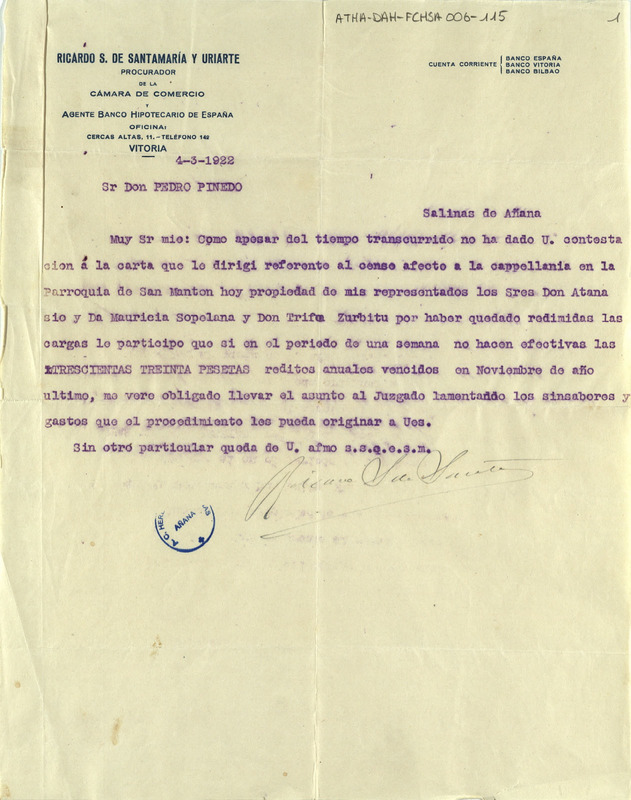 ATHA-DAH-FCHSA 006-115
1
RICARDO S. DE SANTAMARÍA Y URIARTE
PROCURADOR
DE LA
CÁMARA DE COMERCIO
Y
AGENTE BANCO HIPOTECARIO DE ESPAÑA
OFICINA:
CERCAS ALTAS, 11.-TELÉFONO 142
VITORIA
CUENTA CORRIENTE
BANCO ESPAÑA
BANCO VITORIA
BANCO BILBAO
4-3-1922
Sr Don PEDRO PINEDO
Salinas de Añana
Muy Sr mio: Como apesar del tiempo transcurrido no ha dado U. contesta
cion á la carta que le dirigi referente al censo afecto a la cappellania en la
Parroquia de San Manton hoy propiedad de mis representados los Sres Don Atana
sio y Da Mauricia Sopelana y Don Trifon Zurbitu por haber quedado redimidas las
cargas le participo que si en el periodo de una semana no hacen efectivas las
TRESCIENTAS TREINTA PESETAS reditos anuales vencidos en Noviembre de año
ultimo, me vere obligado llevar el asunto al Juzgado lamentando los sinsabores y
gastos que el procedimiento les pueda originar a Ues.
Sin otro particular queda de U. afmo s.s.q.e.s.m.
AÑANA